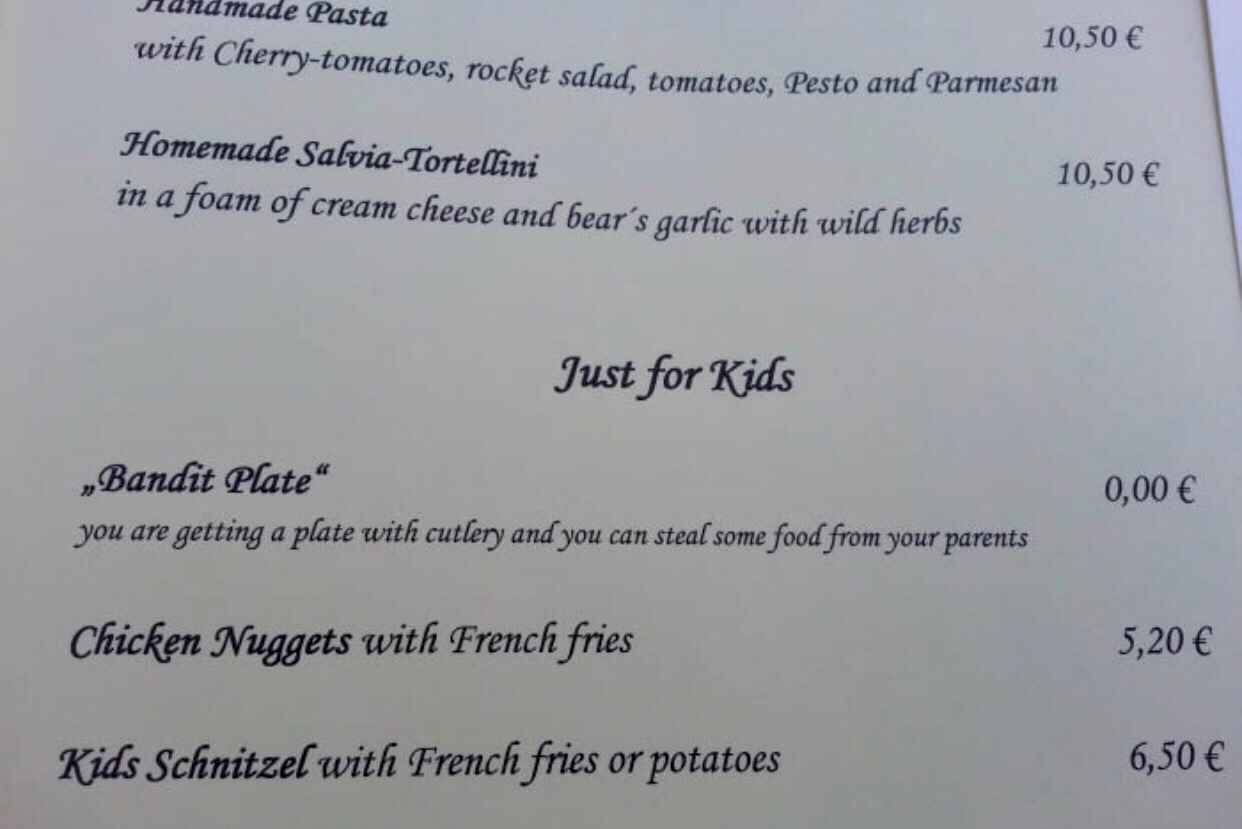 Handmade Pasta 10,50 €
with Cherry-tomatoes, rocket salad, tomatoes, Pesto and Parmesan
Homemade Salvia-Tortellini 10,50 €
in a foam of cream cheese and bear´s garlic with wild herbs
Just for Kids
„Bandit Plate“ 0,00 €
you are getting a plate with cutlery and you can steal some food from your parents
Chicken Nuggets with French fries 5,20 €
Kids Schnitzel with French fries or potatoes 6,50 €